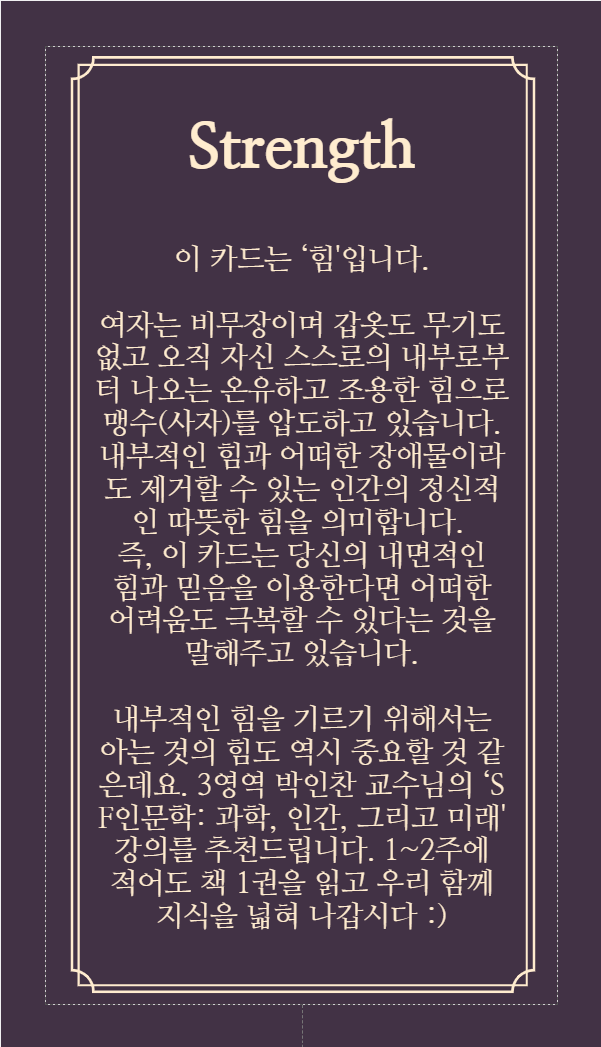 Strength
이 카드는 ‘힘'입니다.
여자는 비무장이며 갑옷도 무기도
없고 오직 자신 스스로의 내부로부
터 나오는 온유하고 조용한 힘으로
맹수(사자)를 압도하고 있습니다.
내부적인 힘과 어떠한 장애물이라
도 제거할 수 있는 인간의 정신적
인 따뜻한 힘을 의미합니다.
즉, 이 카드는 당신의 내면적인
힘과 믿음을 이용한다면 어떠한
어려움도 극복할 수 있다는 것을
말해주고 있습니다.
내부적인 힘을 기르기 위해서는
아는 것의 힘도 역시 중요할 것 같
은데요. 3영역 박인찬 교수님의 ‘S
F인문학: 과학, 인간, 그리고 미래'
강의를 추천드립니다. 1~2주에
적어도 책 1권을 읽고 우리 함께
지식을 넓혀 나갑시다 :)